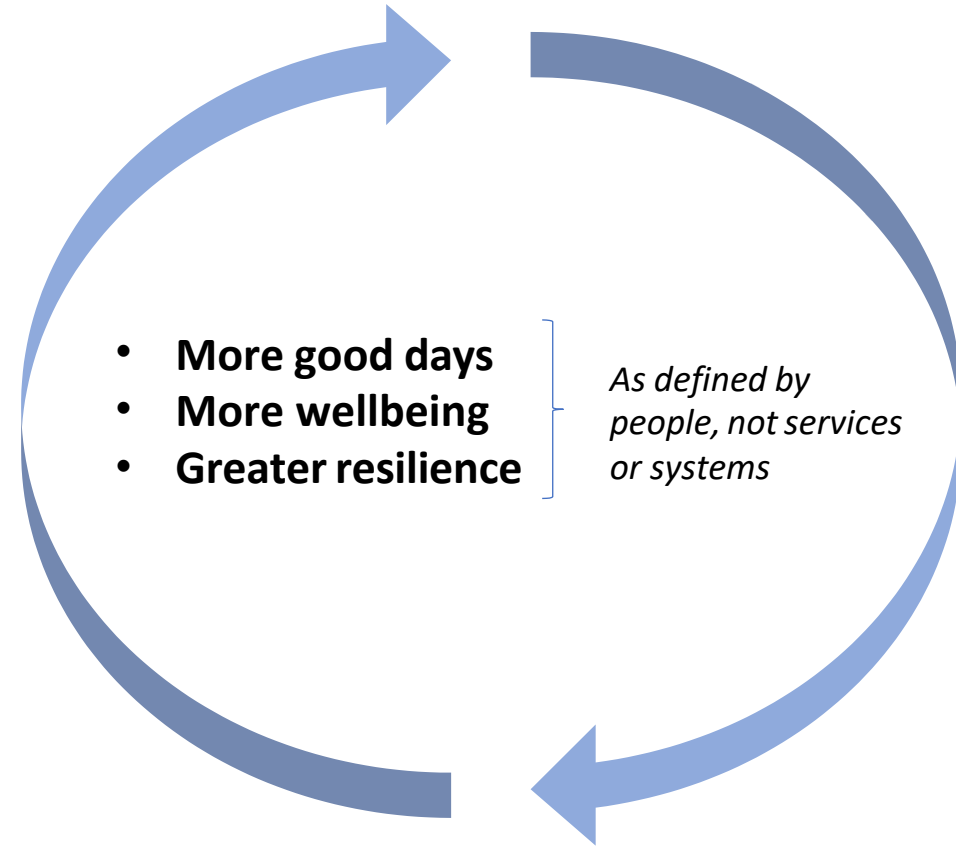 • More good days
• More wellbeing
• Greater resilience
As defined by
people, not services
or systems